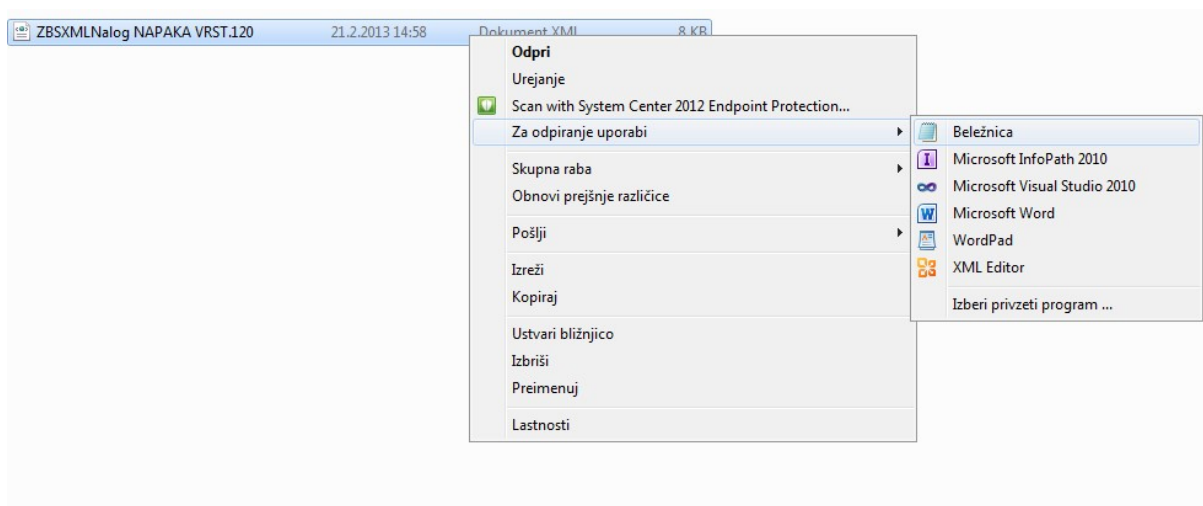 ZBSXMLNalog NAPAKA VRST.120 21.2.2013 14:58 Dokument XML 8 KB
Odpri
Urejanje
Scan with System Center 2012 Endpoint Protection...
Za odpiranje uporabi
Skupna raba
Obnovi prejšnje različice
Pošlji
Izreži
Kopiraj
Ustvari bližnjico
Izbriši
Preimenuj
Lastnosti
Beležnica
Microsoft InfoPath 2010
Microsoft Visual Studio 2010
Microsoft Word
WordPad
XML Editor
Izberi privzeti program ...